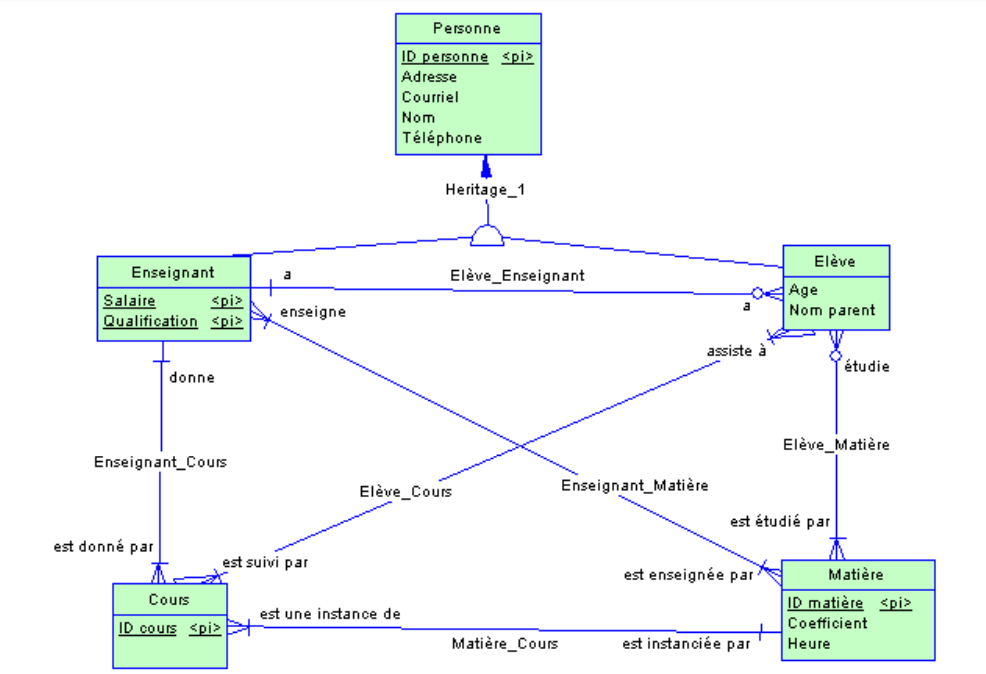 Personne
ID personne <pi>
Adresse
Courriel
Nom
Téléphone
Heritage_1
Enseignant
Salaire <pi>
Qualification <pi>
a
Elève_Enseignant
a
Elève
Age
Nom parent
enseigne
assiste à
étudie
donne
Enseignant_Cours
Elève_Cours
Enseignant_Matière
Elève_Matière
est étudié par
est donné par
est suivi par
est enseignée par
Cours
ID cours <pi>
est une instance de
Matière_Cours
est instanciée par
Matière
ID matière <pi>
Coefficient
Heure